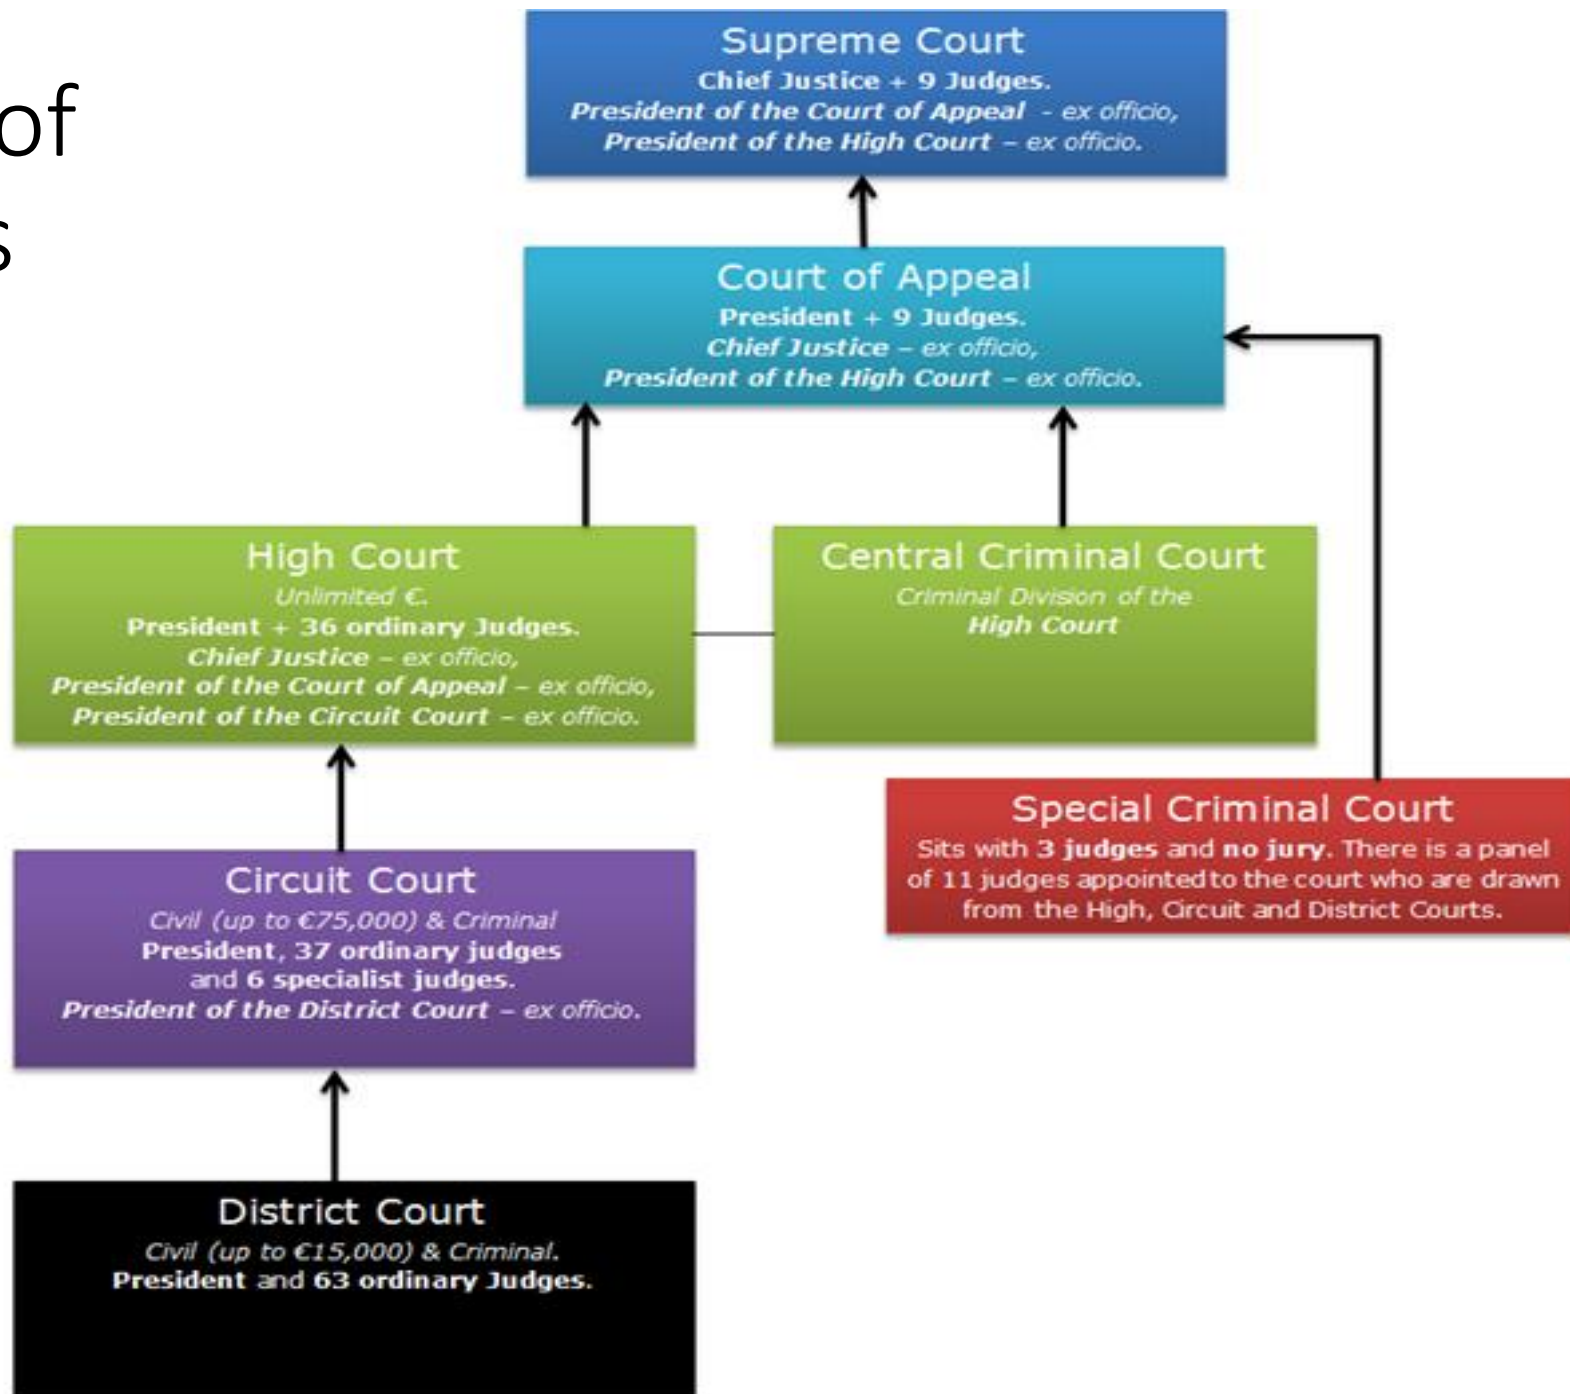 of
s
Supreme Court
Chief Justice + 9 Judges.
President of the Court of Appeal - ex officio,
President of the High Court – ex officio.
Court of Appeal
President + 9 Judges.
Chief Justice – ex officio,
President of the High Court – ex officio.
High Court
Unlimited €.
President + 36 ordinary Judges.
Chief Justice – ex officio,
President of the Court of Appeal – ex officio,
President of the Circuit Court – ex officio.
Central Criminal Court
Criminal Division of the
High Court
Special Criminal Court
Sits with 3 judges and no jury. There is a panel
of 11 judges appointed to the court who are drawn
from the High, Circuit and District Courts.
Circuit Court
Civil (up to €75,000) & Criminal
President, 37 ordinary judges
and 6 specialist judges.
President of the District Court – ex officio.
District Court
Civil (up to €15,000) & Criminal.
President and 63 ordinary Judges.